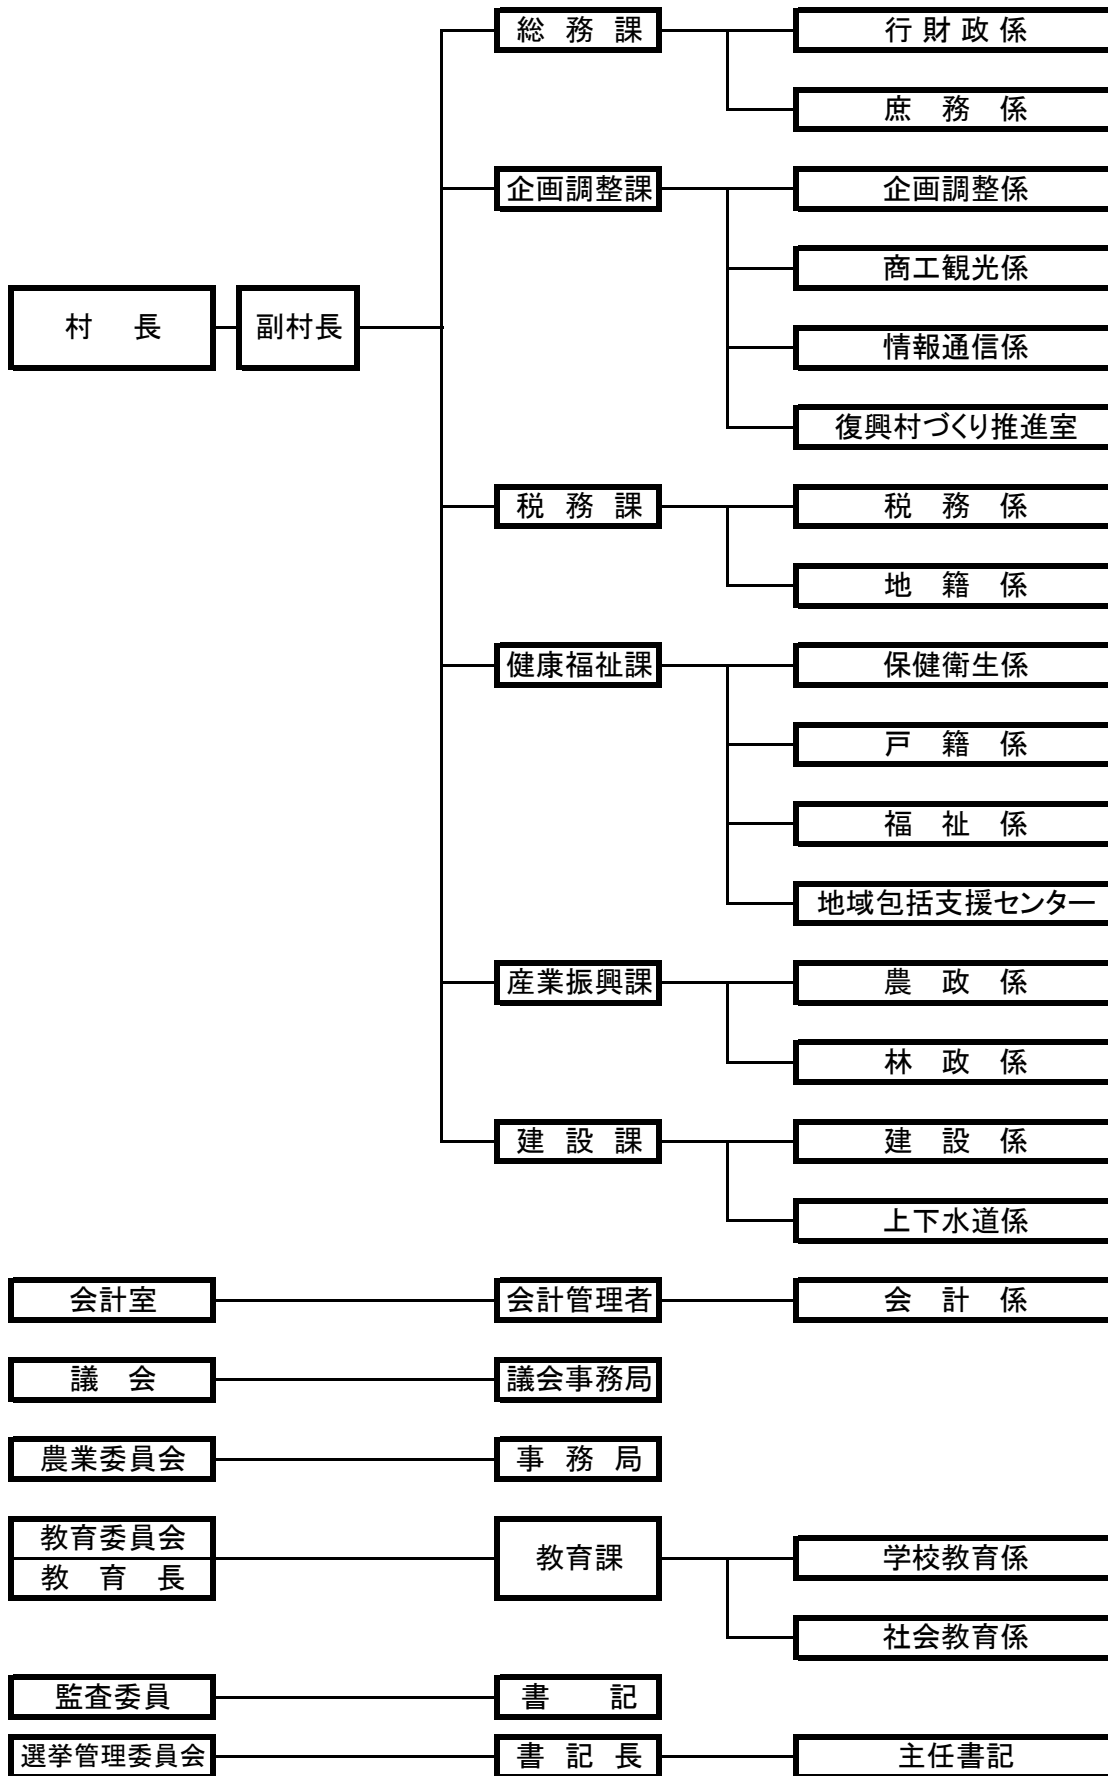 総務課 行財政係
庶務係
企画調整課 企画調整係
商工観光係
村長 副村長 情報通信係
復興村づくり推進室
税務課 税務係
地籍係
健康福祉課 保健衛生係
戸籍係
福祉係
地域包括支援センター
産業振興課 農政係
林政係
建設課 建設係
上下水道係
会計室 会計管理者 会計係
議会 議会事務局
農業委員会 事務局
教育委員会
教育長 教育課 学校教育係
社会教育係
監査委員 書記
選挙管理委員会 書記長 主任書記